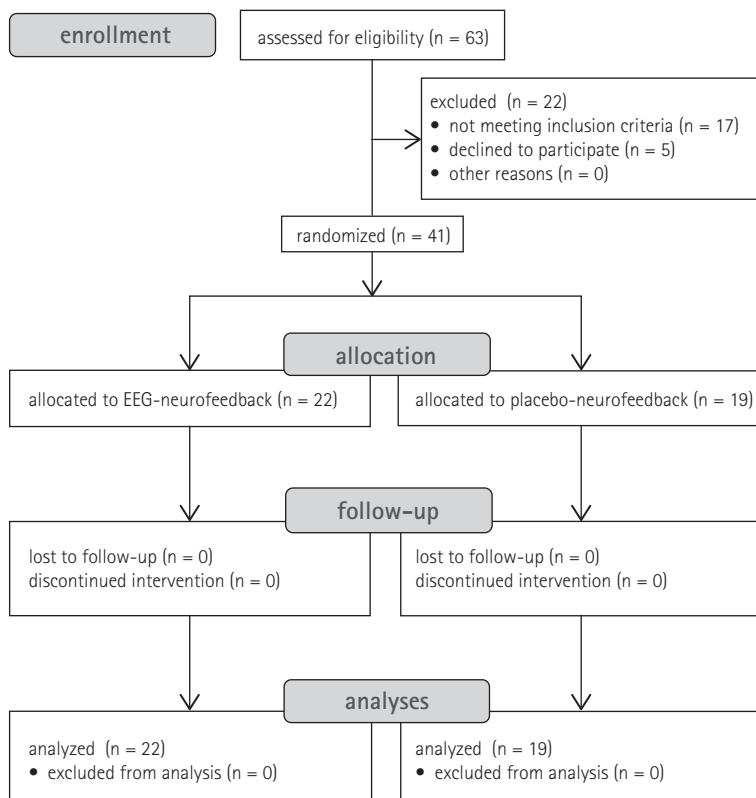 enrollment
assessed for eligibility (n = 63)
excluded (n = 22)
• not meeting inclusion criteria (n = 17)
• declined to participate (n = 5)
• other reasons (n = 0)
randomized (n = 41)
allocation
allocated to EEG-neurofeedback (n = 22)
allocated to placebo-neurofeedback (n = 19)
follow-up
lost to follow-up (n = 0)
discontinued intervention (n = 0)
lost to follow-up (n = 0)
discontinued intervention (n = 0)
analyses
analyzed (n = 22)
• excluded from analysis (n = 0)
analyzed (n = 19)
• excluded from analysis (n = 0)